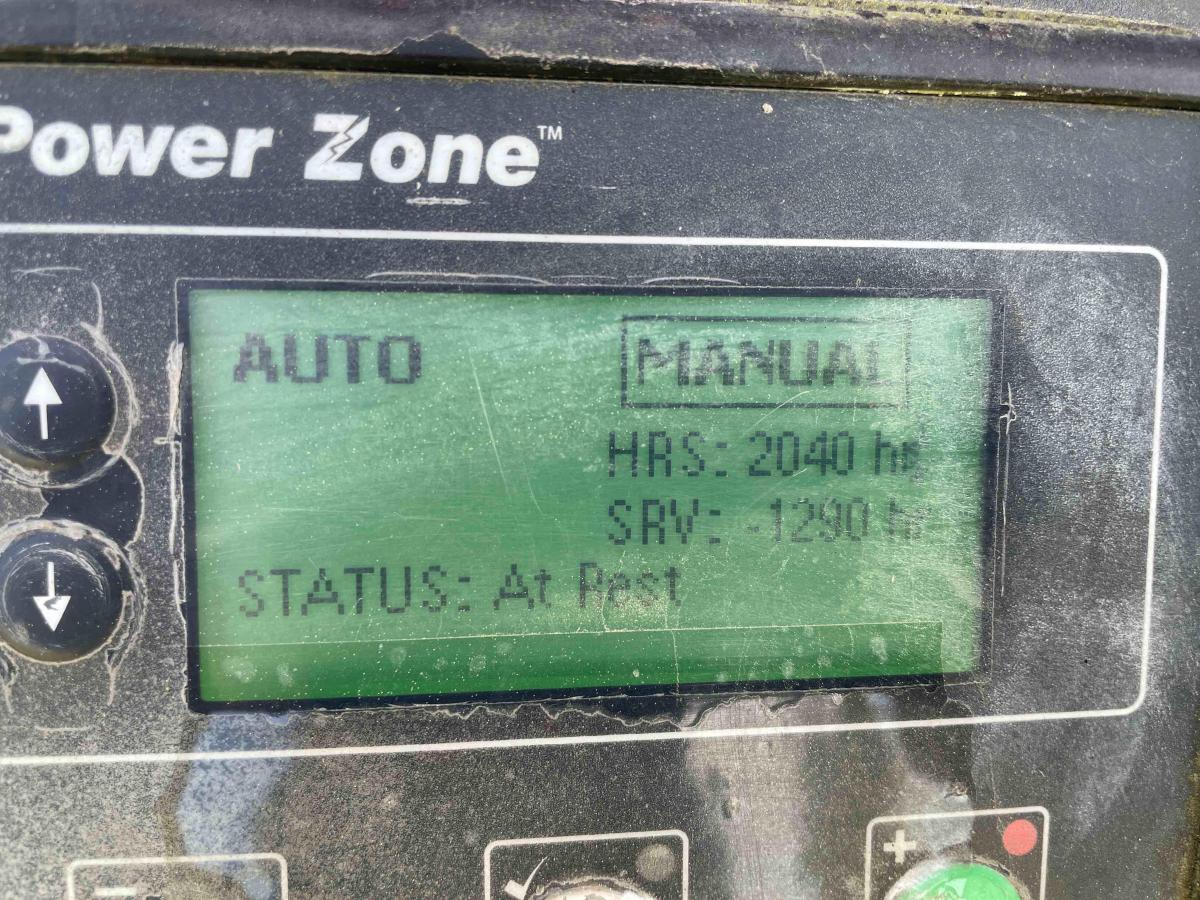 Power Zone™
AUTO MANUAL
HRS: 2040 hr
SRV: -1290 hr
STATUS: At Rest